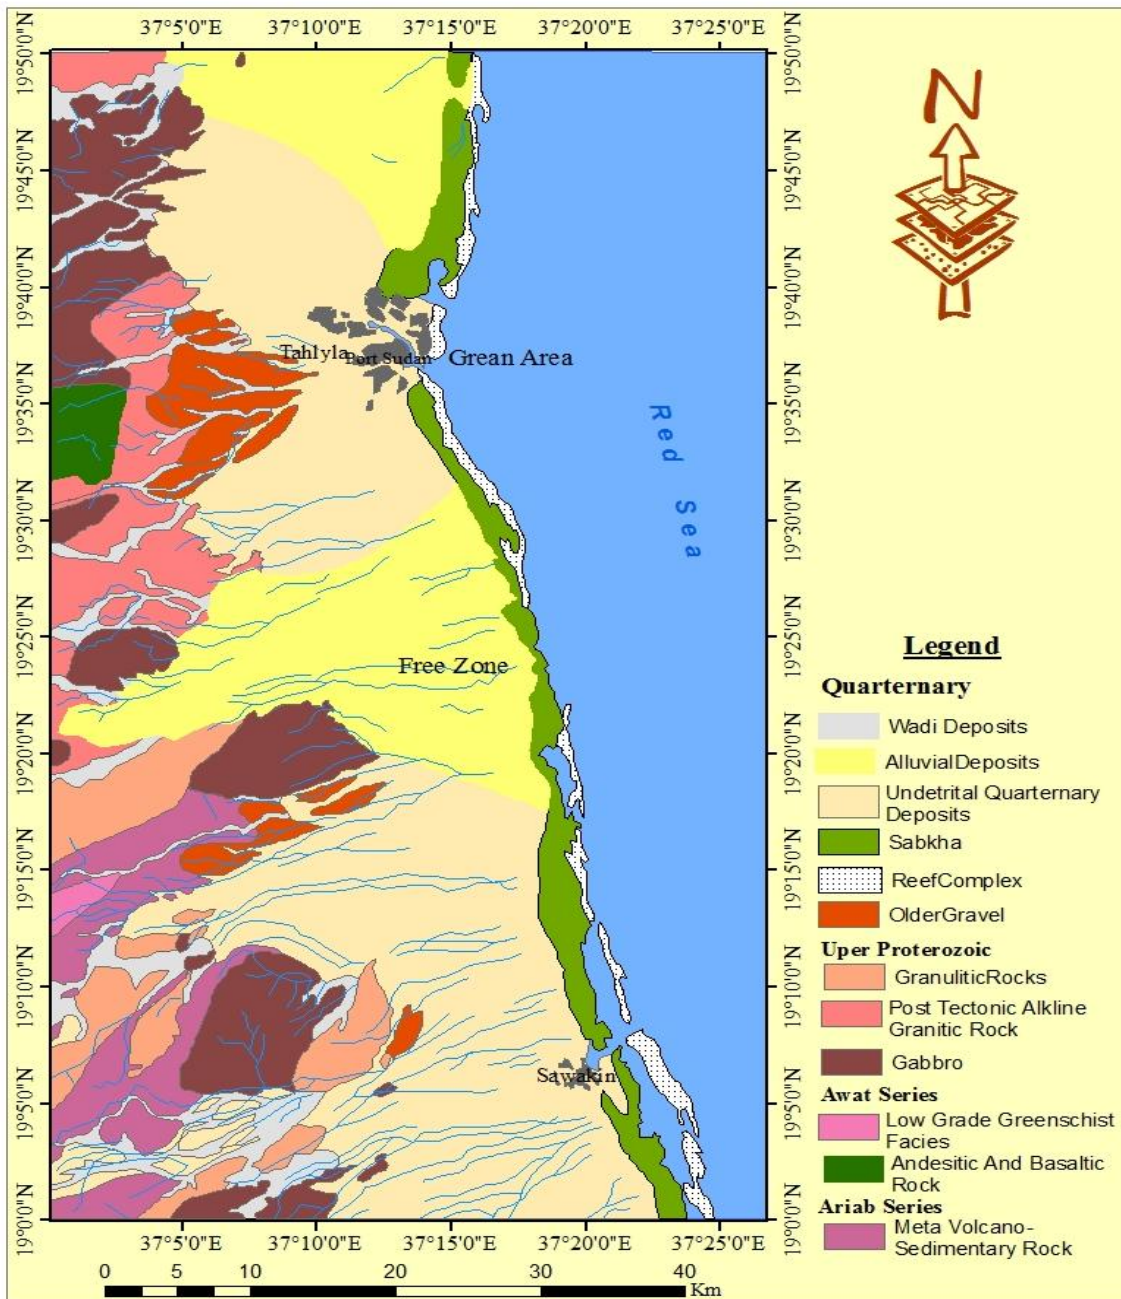 37°5'0"E 37°10'0"E 37°15'0"E 37°20'0"E 37°25'0"E
19°50'0"N 19°50'0"N
19°45'0"N 19°45'0"N
19°40'0"N 19°40'0"N
19°35'0"N 19°35'0"N
19°30'0"N 19°30'0"N
19°25'0"N 19°25'0"N
19°20'0"N 19°20'0"N
19°15'0"N 19°15'0"N
19°10'0"N 19°10'0"N
19°5'0"N 19°5'0"N
19°0'0"N 19°0'0"N
N
Tahlyla Port Sudan Grean Area
Red Sea
Free Zone
Sawakin
Legend
Quarternary
Wadi Deposits
AlluvialDeposits
Undetrital Quarternary
Deposits
Sabkha
ReefComplex
OlderGravel
Uper Proterozoic
GranuliticRocks
Post Tectonic Alkline
Granitic Rock
Gabbro
Awat Series
Low Grade Greenschist
Facies
Andesitic And Basaltic
Rock
Ariab Series
Meta Volcano-
Sedimentary Rock
37°5'0"E 37°10'0"E 37°15'0"E 37°20'0"E 37°25'0"E
0 5 10 20 30 40
Km